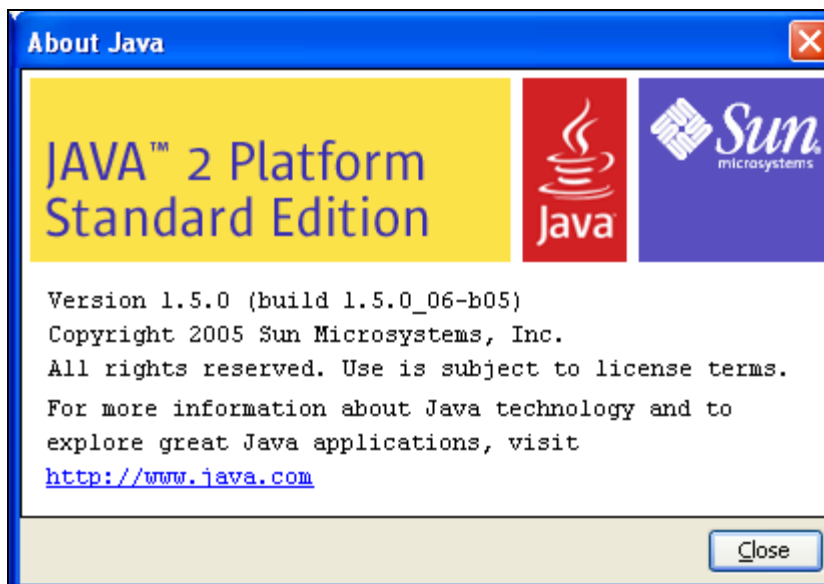 About Java
JAVA™ 2 Platform
Standard Edition
Java
Sun
microsystems
Version 1.5.0 (build 1.5.0_06-b05)
Copyright 2005 Sun Microsystems, Inc.
All rights reserved. Use is subject to license terms.
For more information about Java technology and to
explore great Java applications, visit
http://www.java.com
Close